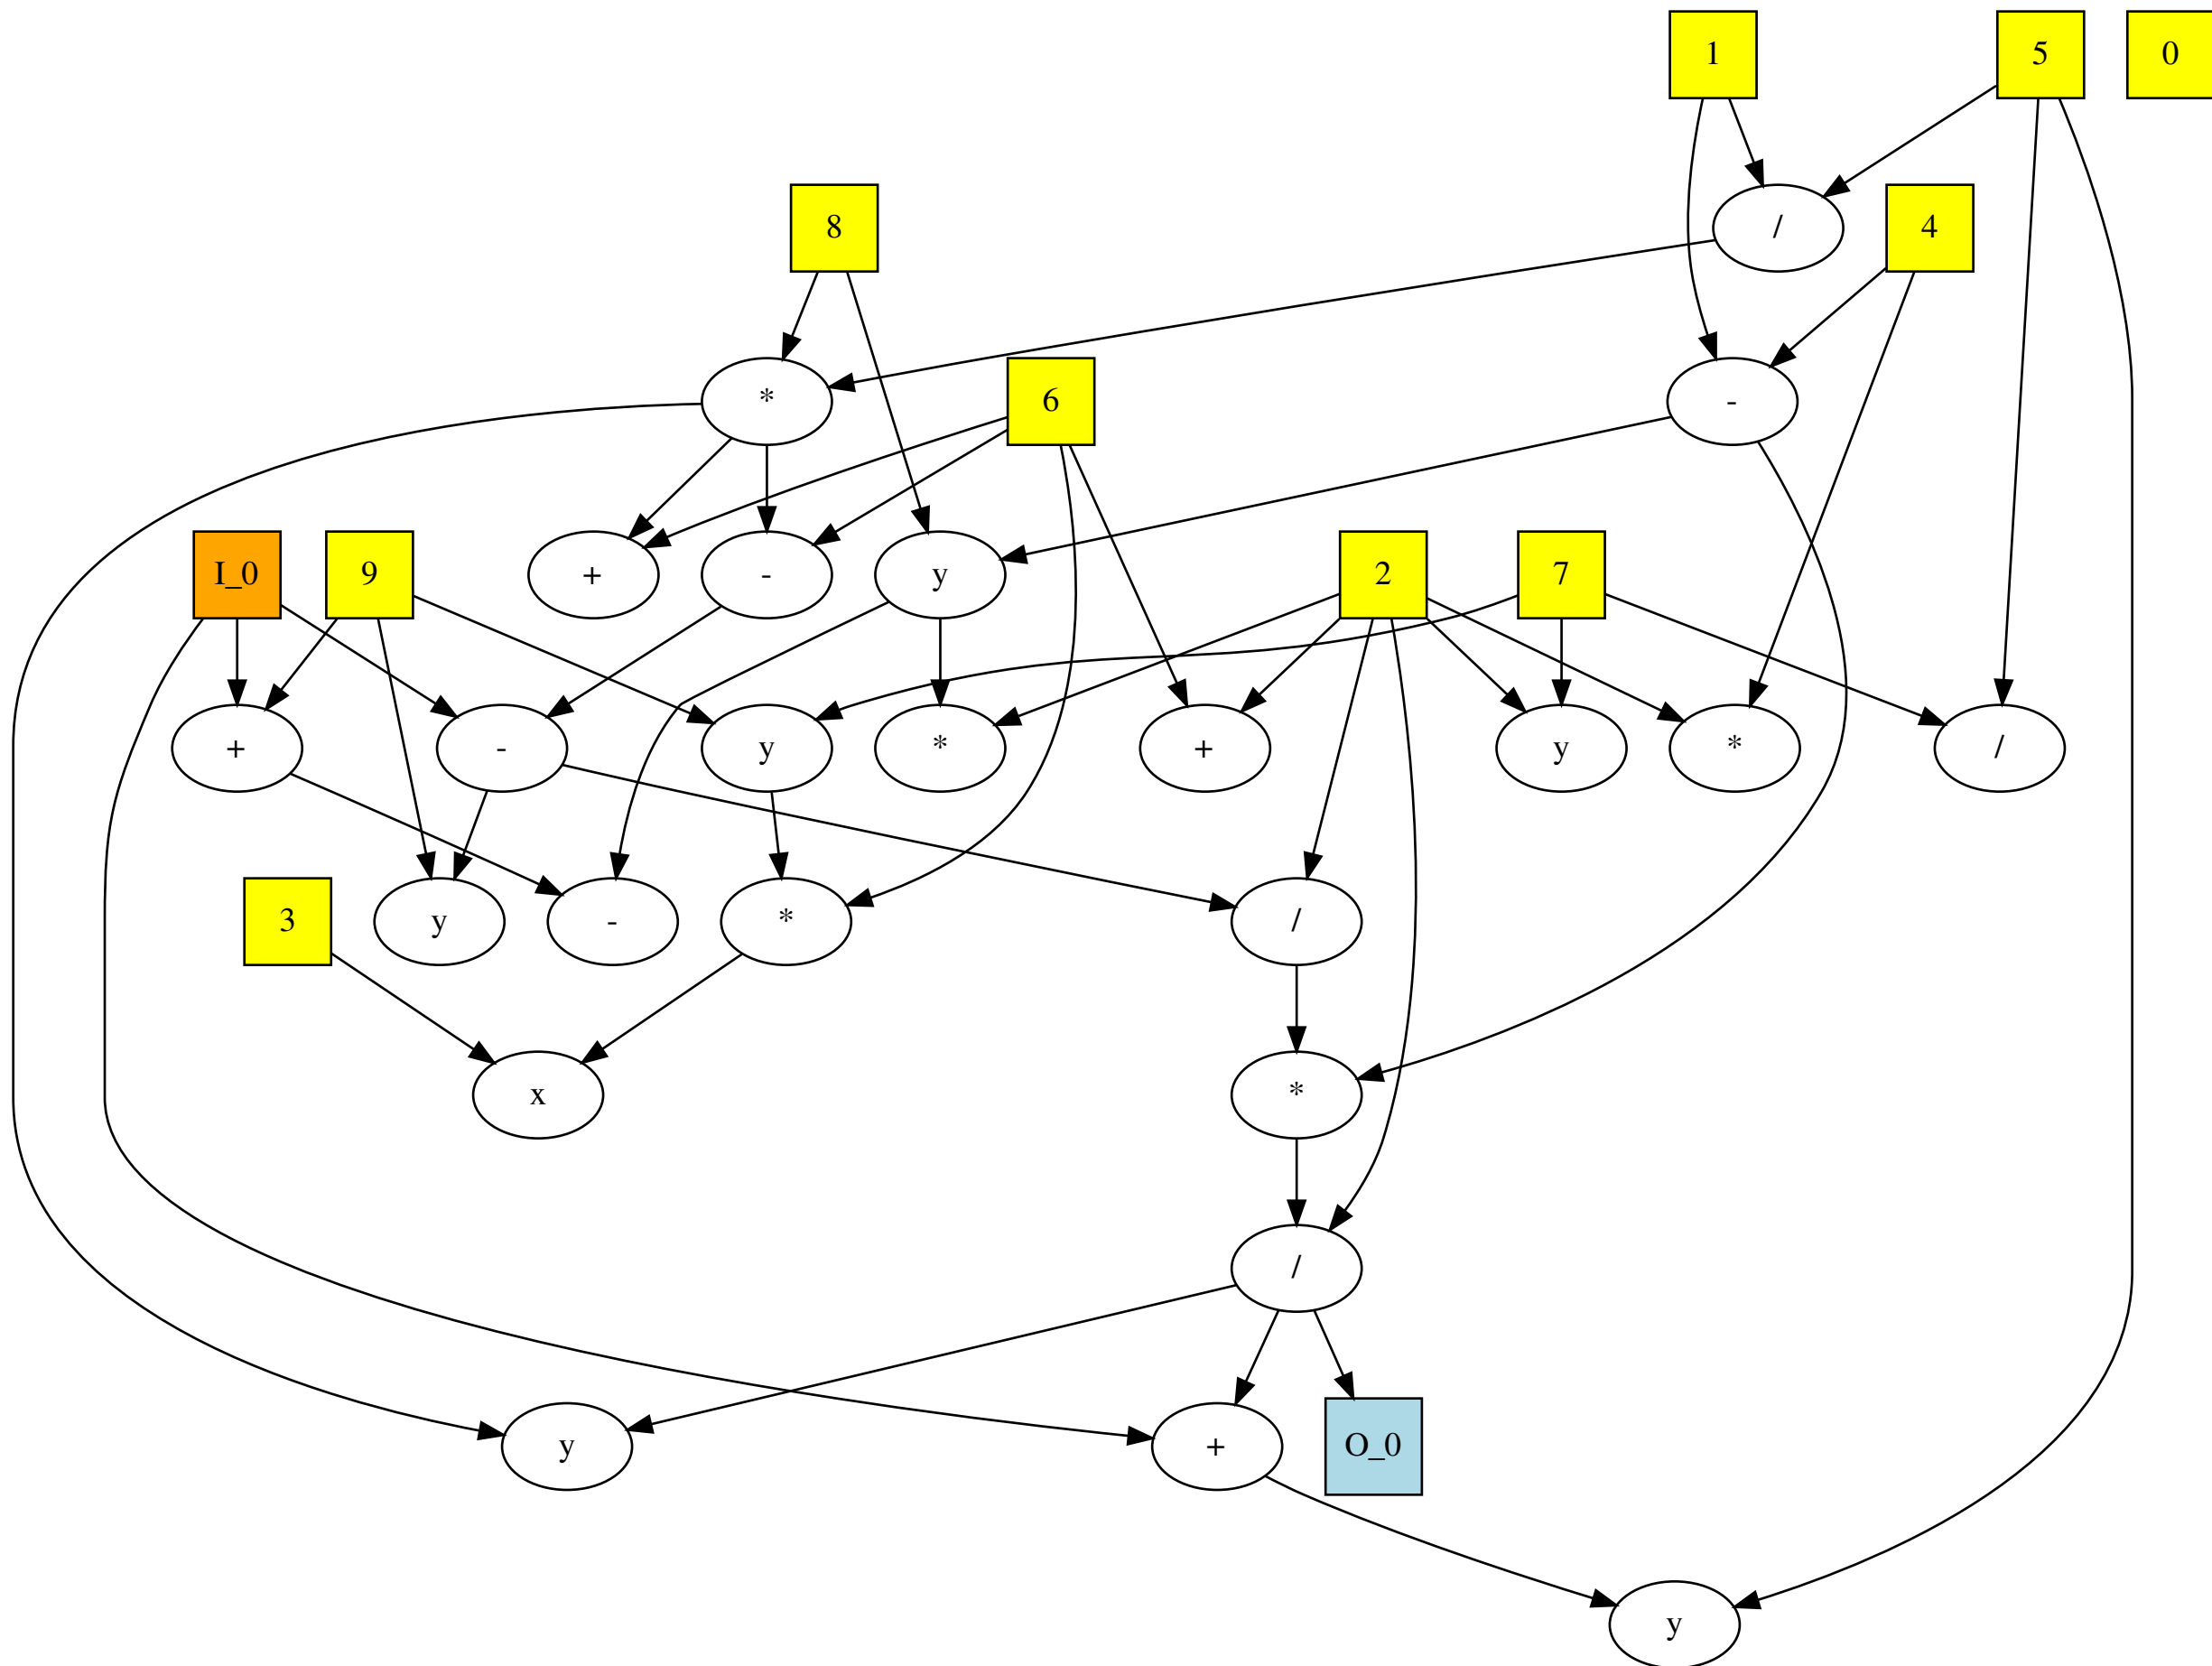 1 5 0
8 / 4
* 6 -
I_0 9 + - y 2 7
+ - y * + y * /
3 y - * /
x *
/
y + O_0
y